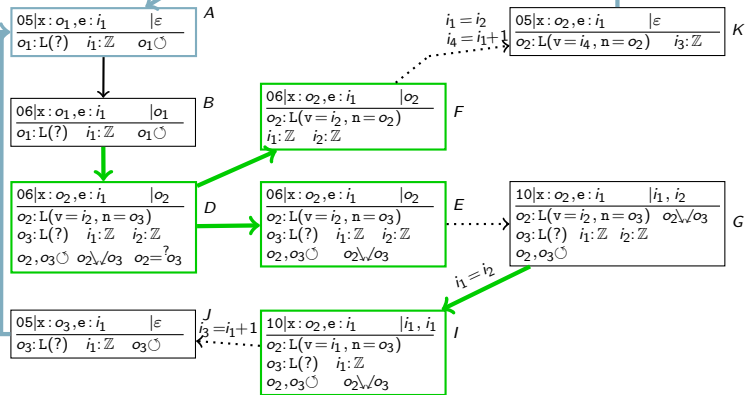 05|x:o₁,e:i₁ |ε
o₁:L(?) i₁:ℤ o₁↺
A
06|x:o₁,e:i₁ |o₁
o₁:L(?) i₁:ℤ o₁↺
B
06|x:o₂,e:i₁ |o₂
o₂:L(v=i₂,n=o₃)
o₃:L(?) i₁:ℤ i₂:ℤ
o₂,o₃↺ o₂\↘↙/o₃ o₂=?o₃
D
05|x:o₃,e:i₁ |ε
o₃:L(?) i₁:ℤ o₃↺
J
i₃=i₁+1
06|x:o₂,e:i₁ |o₂
o₂:L(v=i₂,n=o₂)
i₁:ℤ i₂:ℤ
F
06|x:o₂,e:i₁ |o₂
o₂:L(v=i₂,n=o₃)
o₃:L(?) i₁:ℤ i₂:ℤ
o₂,o₃↺ o₂\↘↙/o₃
E
10|x:o₂,e:i₁ |i₁,i₁
o₂:L(v=i₁,n=o₃)
o₃:L(?) i₁:ℤ
o₂,o₃↺ o₂\↘↙/o₃
I
i₁=i₂
i₄=i₁+1
05|x:o₂,e:i₁ |ε
o₂:L(v=i₄,n=o₂) i₃:ℤ
K
10|x:o₂,e:i₁ |i₁,i₂
o₂:L(v=i₂,n=o₃) o₂\↘↙/o₃
o₃:L(?) i₁:ℤ i₂:ℤ
o₂,o₃↺
G
i₁=i₂